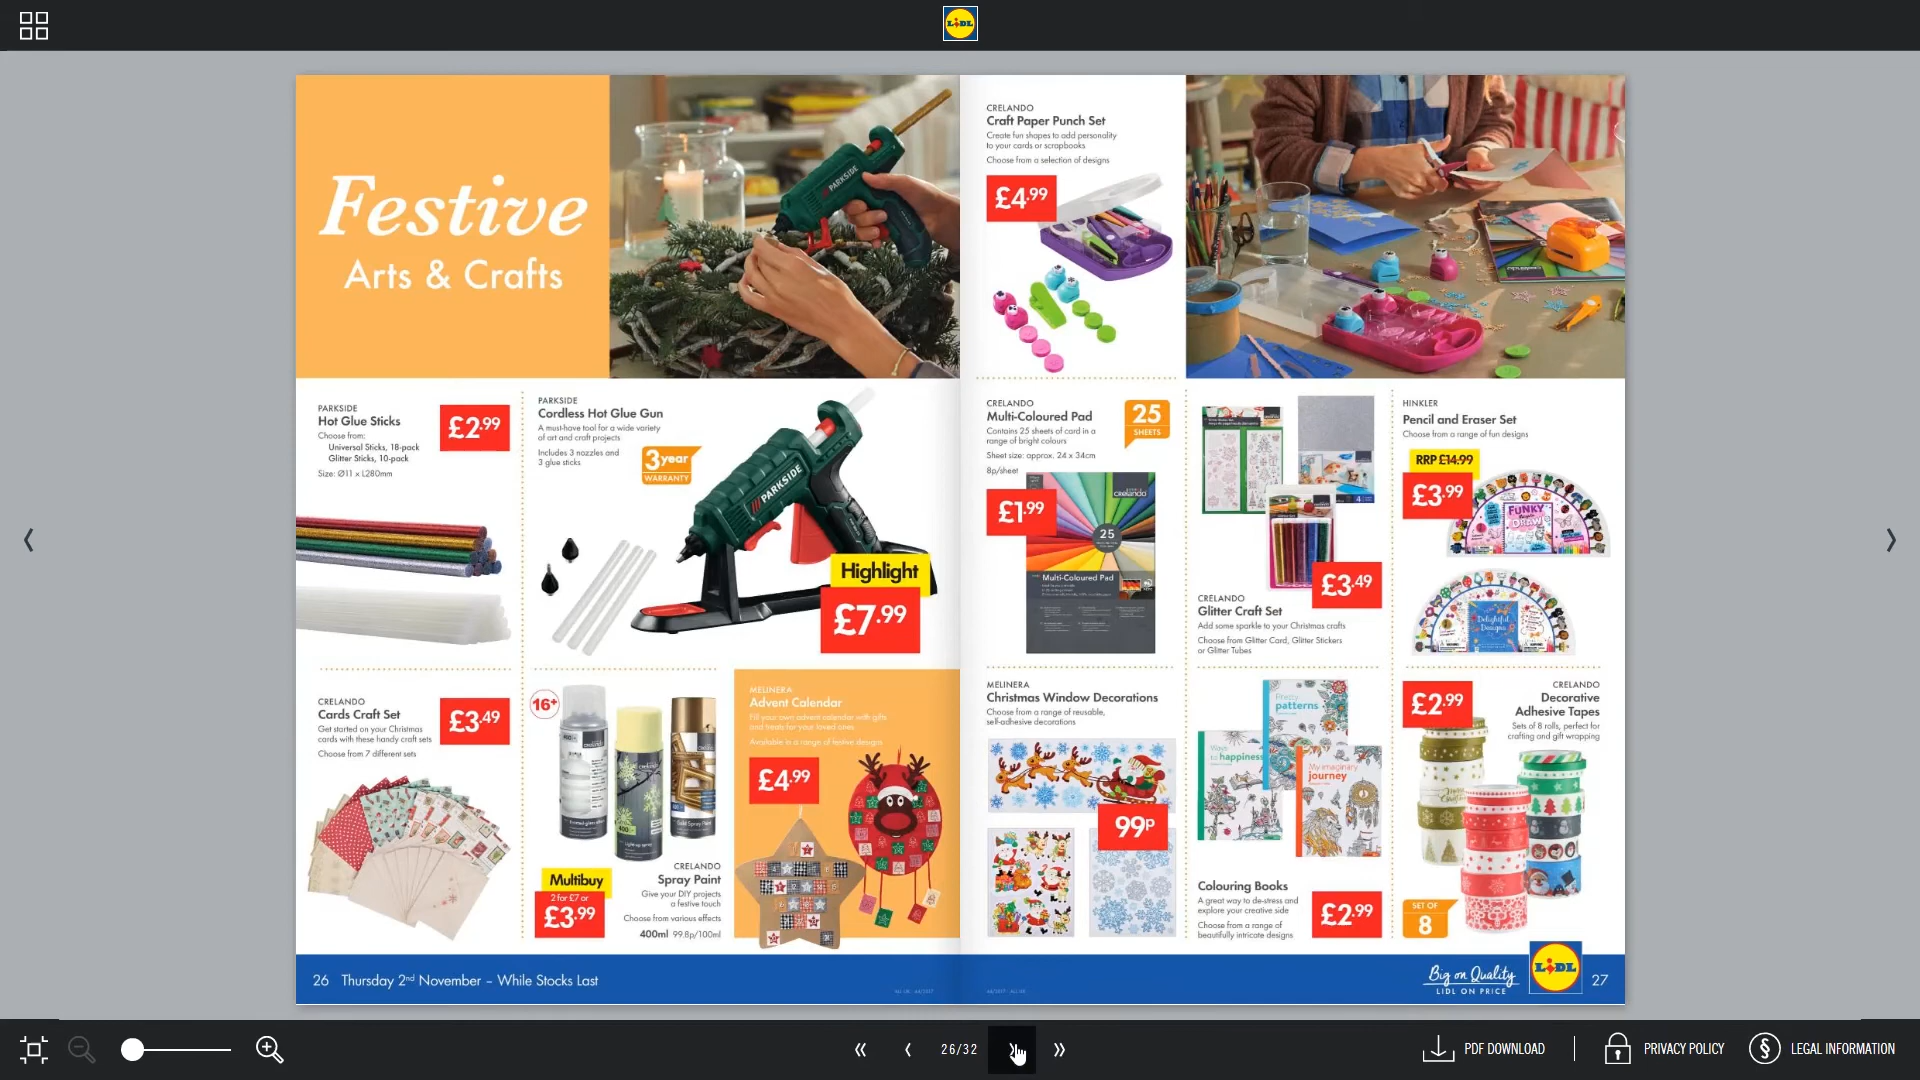 LIDL
Festive
Arts & Crafts
PARKSIDE
CRELANDO
Craft Paper Punch Set
Create fun shapes to add personality
to your cards or scrapbooks
Choose from a selection of designs
£4.99
PARKSIDE
Hot Glue Sticks
Choose from:
Universal Sticks, 18-pack
Glitter Sticks, 10-pack
Size: Ø11 x L280mm
£2.99
PARKSIDE
Cordless Hot Glue Gun
A must-have tool for a wide variety
of art and craft projects
Includes 3 nozzles and
3 glue sticks
3 year
WARRANTY
PARKSIDE
Highlight
£7.99
CRELANDO
Multi-Coloured Pad
Contains 25 sheets of card in a
range of bright colours
Sheet size: approx. 24 x 34cm
8p/sheet
25
SHEETS
£1.99
crelando
25
Multi-Coloured Pad
CRELANDO
Glitter Craft Set
Add some sparkle to your Christmas crafts
Choose from Glitter Card, Glitter Stickers
or Glitter Tubes
£3.49
HINKLER
Pencil and Eraser Set
Choose from a range of fun designs
RRP £14.99
£3.99
FUNKY
DRAW
Delightful
Designs
CRELANDO
Cards Craft Set
Get started on your Christmas
cards with these handy craft sets
Choose from 7 different sets
£3.49
16+
Multibuy
2 for £7 or
£3.99
CRELANDO
Spray Paint
Give your DIY projects
a festive touch
Choose from various effects
400ml 99.8p/100ml
MELINERA
Advent Calendar
Fill your own advent calendar with gifts
and treats for your loved ones
Available in a range of festive designs
£4.99
MELINERA
Christmas Window Decorations
Choose from a range of reusable,
self-adhesive decorations
99p
patterns
Ways
to happiness
My imaginary
journey
Colouring Books
A great way to de-stress and
explore your creative side
Choose from a range of
beautifully intricate designs
£2.99
£2.99
CRELANDO
Decorative
Adhesive Tapes
Sets of 8 rolls, perfect for
crafting and gift wrapping
SET OF
8
26 Thursday 2nd November – While Stocks Last
Big on Quality
LIDL ON PRICE
LIDL
27
26/32
PDF DOWNLOAD
PRIVACY POLICY
LEGAL INFORMATION